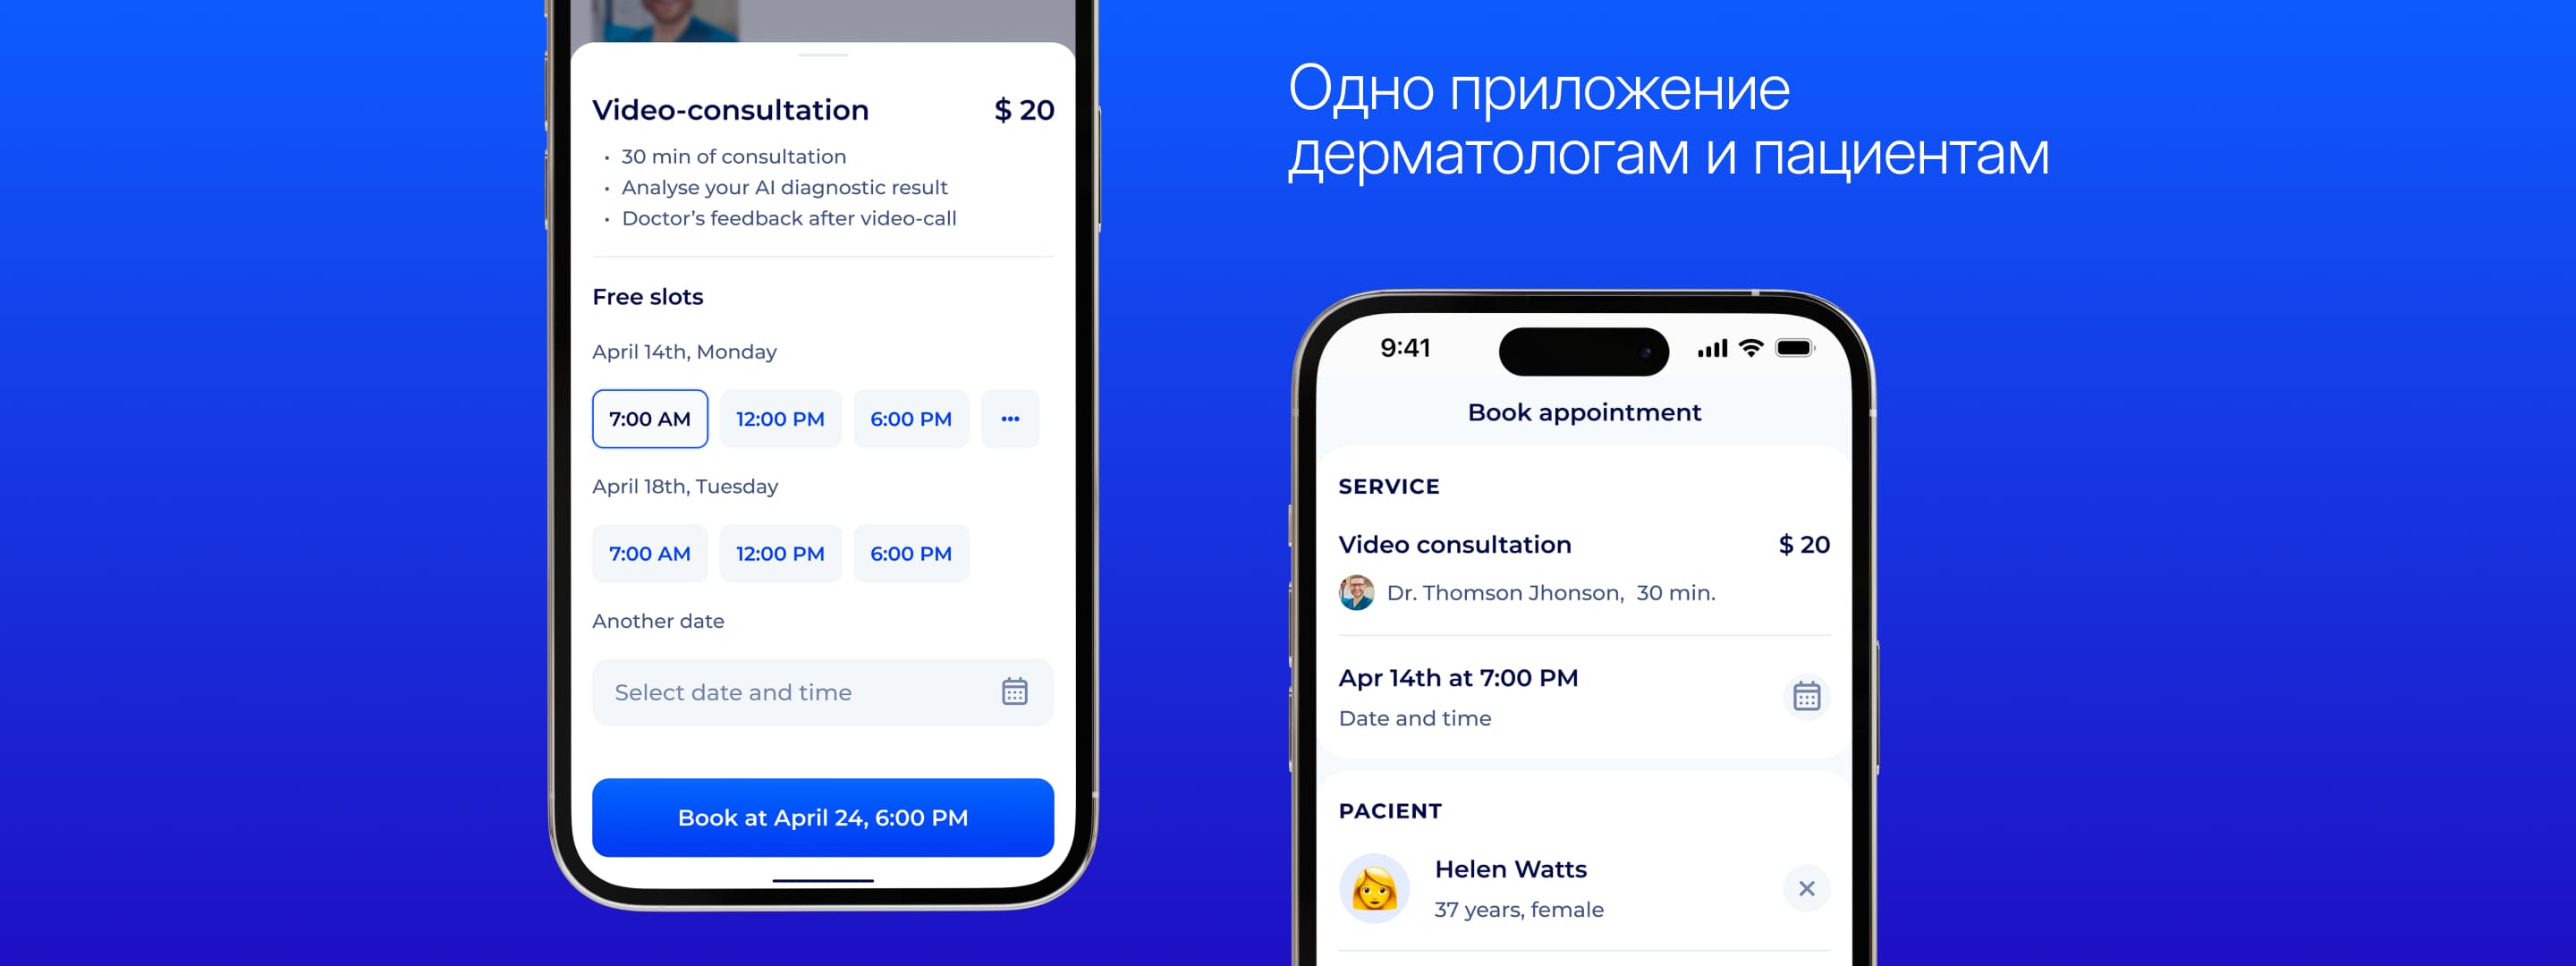 Video-consultation $ 20
• 30 min of consultation
• Analyse your AI diagnostic result
• Doctor's feedback after video-call
Free slots
April 14th, Monday
7:00 AM 12:00 PM 6:00 PM •••
April 18th, Tuesday
7:00 AM 12:00 PM 6:00 PM
Another date
Select date and time
Book at April 24, 6:00 PM
Одно приложение
дерматологам и пациентам
9:41
Book appointment
SERVICE
Video consultation $ 20
Dr. Thomson Jhonson, 30 min.
Apr 14th at 7:00 PM
Date and time
PACIENT
Helen Watts
37 years, female